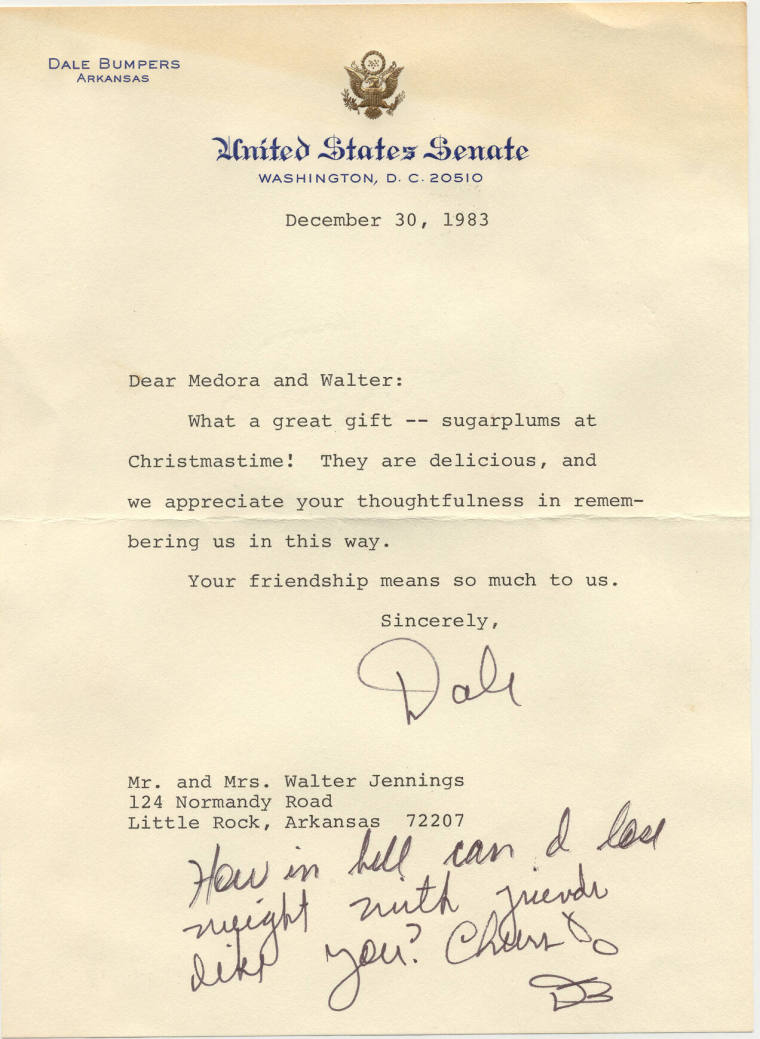 DALE BUMPERS
ARKANSAS
United States Senate
WASHINGTON, D. C. 20510
December 30, 1983
Dear Medora and Walter:
What a great gift -- sugarplums at
Christmastime! They are delicious, and
we appreciate your thoughtfulness in remem-
bering us in this way.
Your friendship means so much to us.
Sincerely,
Dale
Mr. and Mrs. Walter Jennings
124 Normandy Road
Little Rock, Arkansas 72207
How in hell can I lose
weight with friends
like you? Cheers
DB